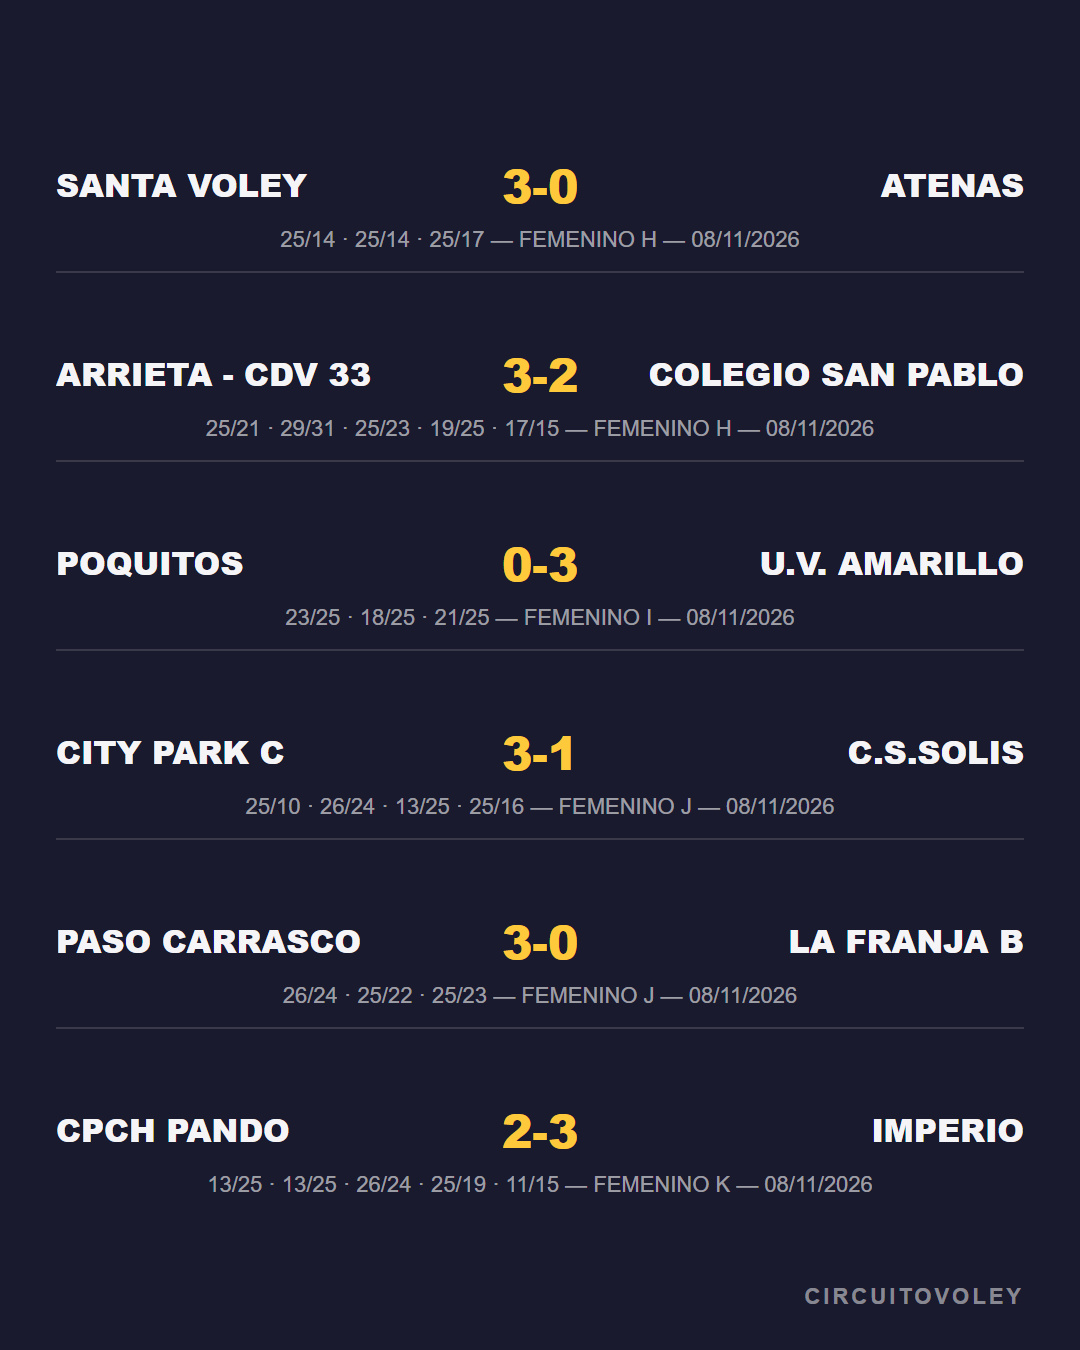 SANTA VOLEY 3-0 ATENAS
25/14 · 25/14 · 25/17 — FEMENINO H — 08/11/2026
ARRIETA - CDV 33 3-2 COLEGIO SAN PABLO
25/21 · 29/31 · 25/23 · 19/25 · 17/15 — FEMENINO H — 08/11/2026
POQUITOS 0-3 U.V. AMARILLO
23/25 · 18/25 · 21/25 — FEMENINO I — 08/11/2026
CITY PARK C 3-1 C.S.SOLIS
25/10 · 26/24 · 13/25 · 25/16 — FEMENINO J — 08/11/2026
PASO CARRASCO 3-0 LA FRANJA B
26/24 · 25/22 · 25/23 — FEMENINO J — 08/11/2026
CPCH PANDO 2-3 IMPERIO
13/25 · 13/25 · 26/24 · 25/19 · 11/15 — FEMENINO K — 08/11/2026
CIRCUITOVOLEY